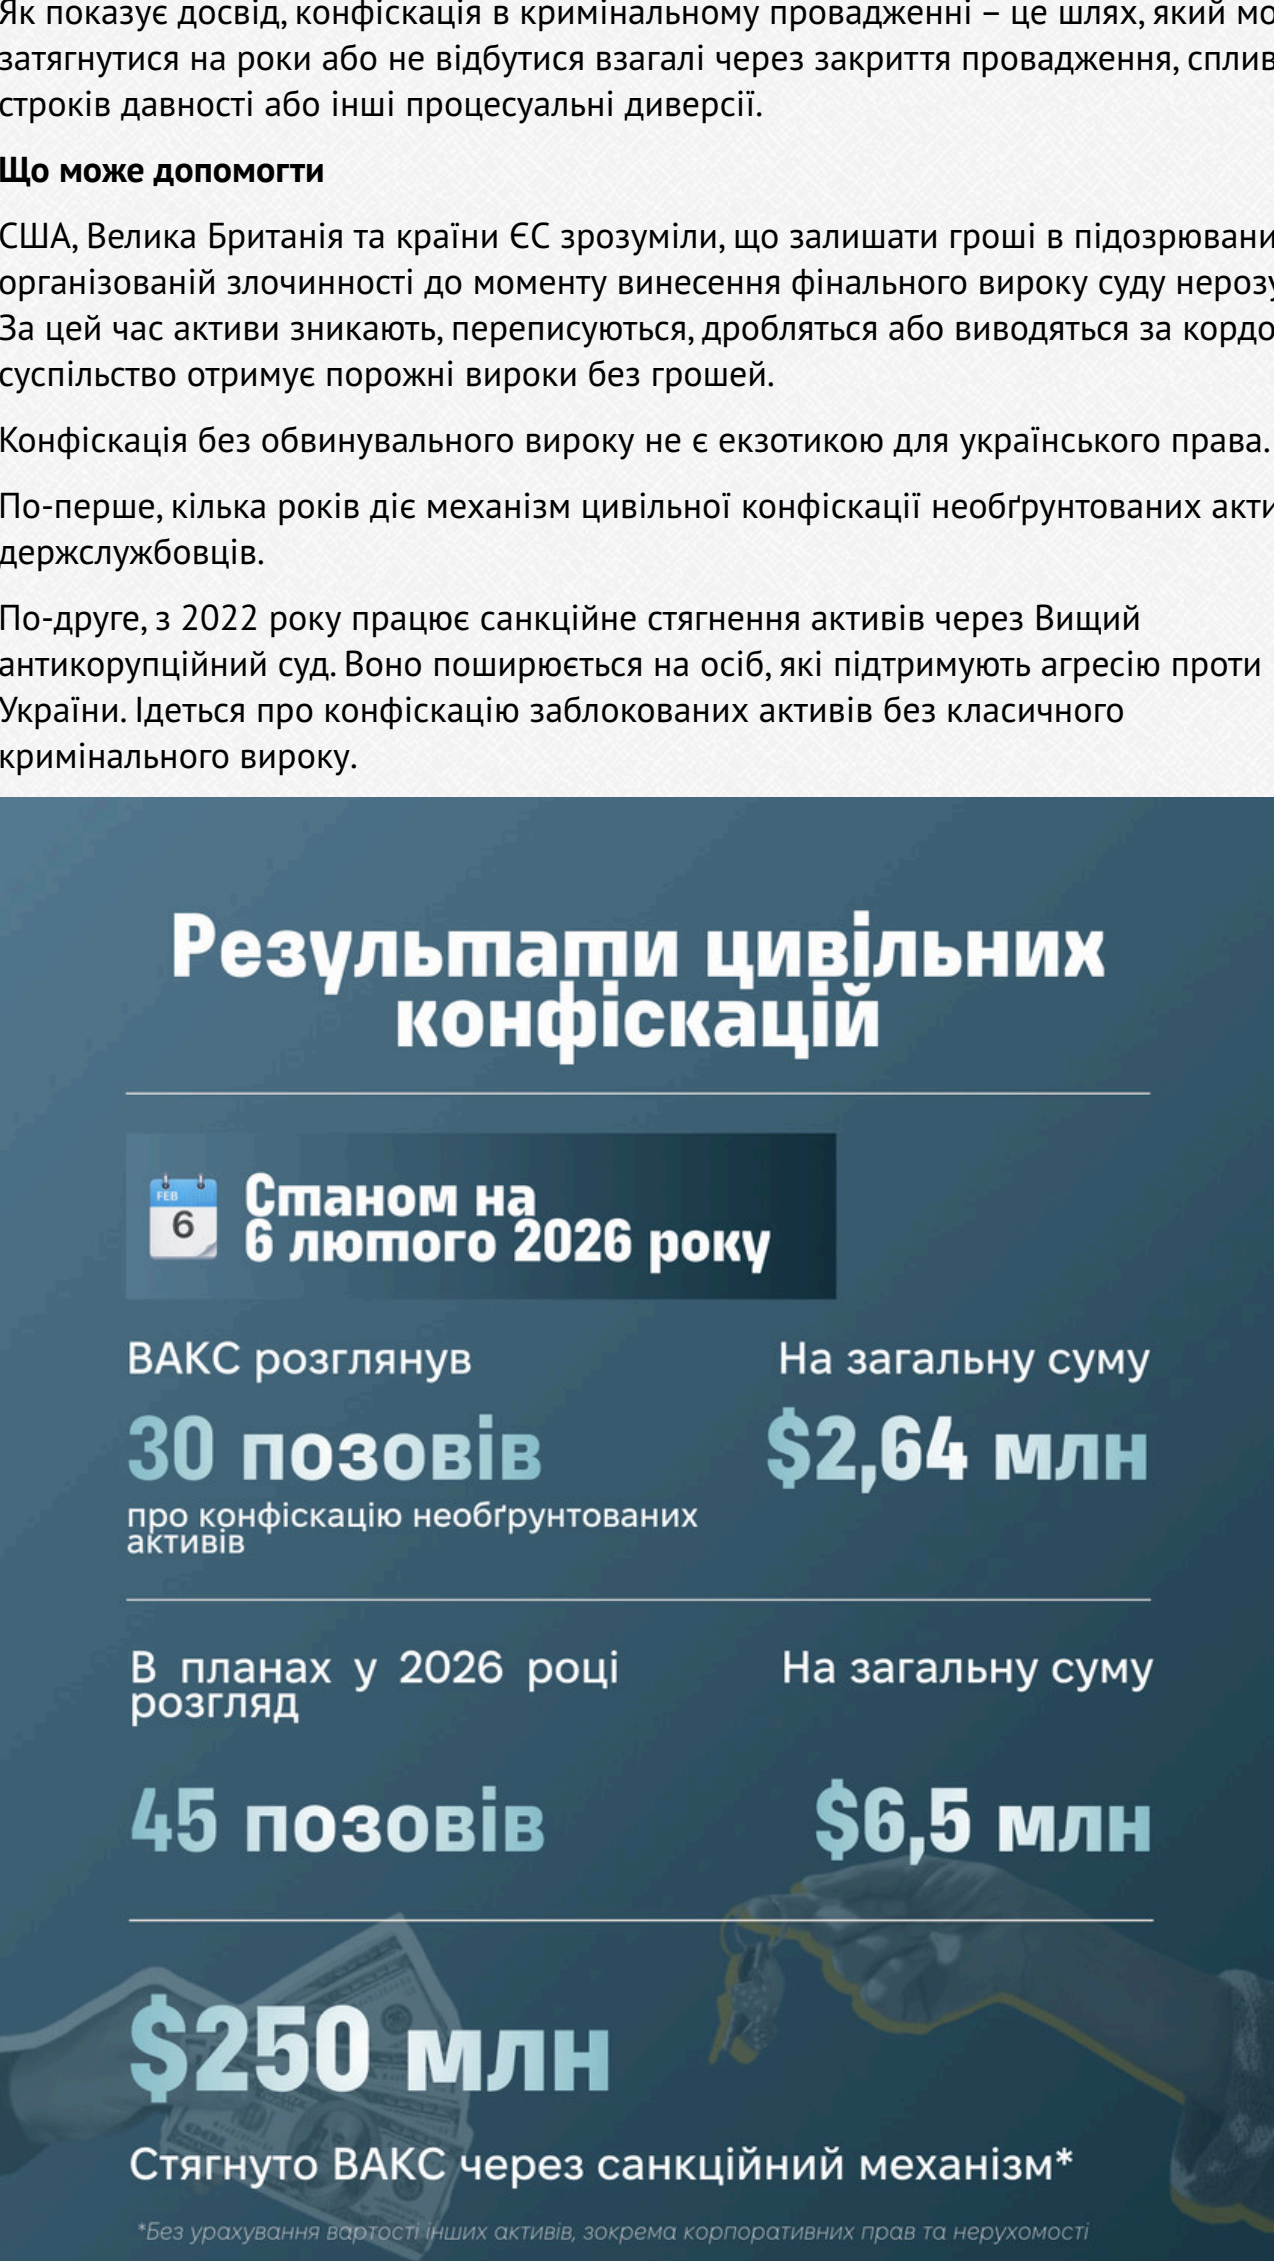 Як показує досвід, конфіскація в кримінальному провадженні – це шлях, який мо
затягнутися на роки або не відбутися взагалі через закриття провадження, сплив
строків давності або інші процесуальні диверсії.
Що може допомогти
США, Велика Британія та країни ЄС зрозуміли, що залишати гроші в підозрювани
організованій злочинності до моменту винесення фінального вироку суду нерозу
За цей час активи зникають, переписуються, дробляться або виводяться за кордо
суспільство отримує порожні вироки без грошей.
Конфіскація без обвинувального вироку не є екзотикою для українського права.
По-перше, кілька років діє механізм цивільної конфіскації необґрунтованих акти
держслужбовців.
По-друге, з 2022 року працює санкційне стягнення активів через Вищий
антикорупційний суд. Воно поширюється на осіб, які підтримують агресію проти
України. Ідеться про конфіскацію заблокованих активів без класичного
кримінального вироку.
Результати цивільних
конфіскацій
FEB
6
Станом на
6 лютого 2026 року
ВАКС розглянув
30 позовів
про конфіскацію необґрунтованих
активів
На загальну суму
$2,64 млн
В планах у 2026 році
розгляд
45 позовів
На загальну суму
$6,5 млн
$250 млн
Стягнуто ВАКС через санкційний механізм*
*Без урахування вартості інших активів, зокрема корпоративних прав та нерухомості